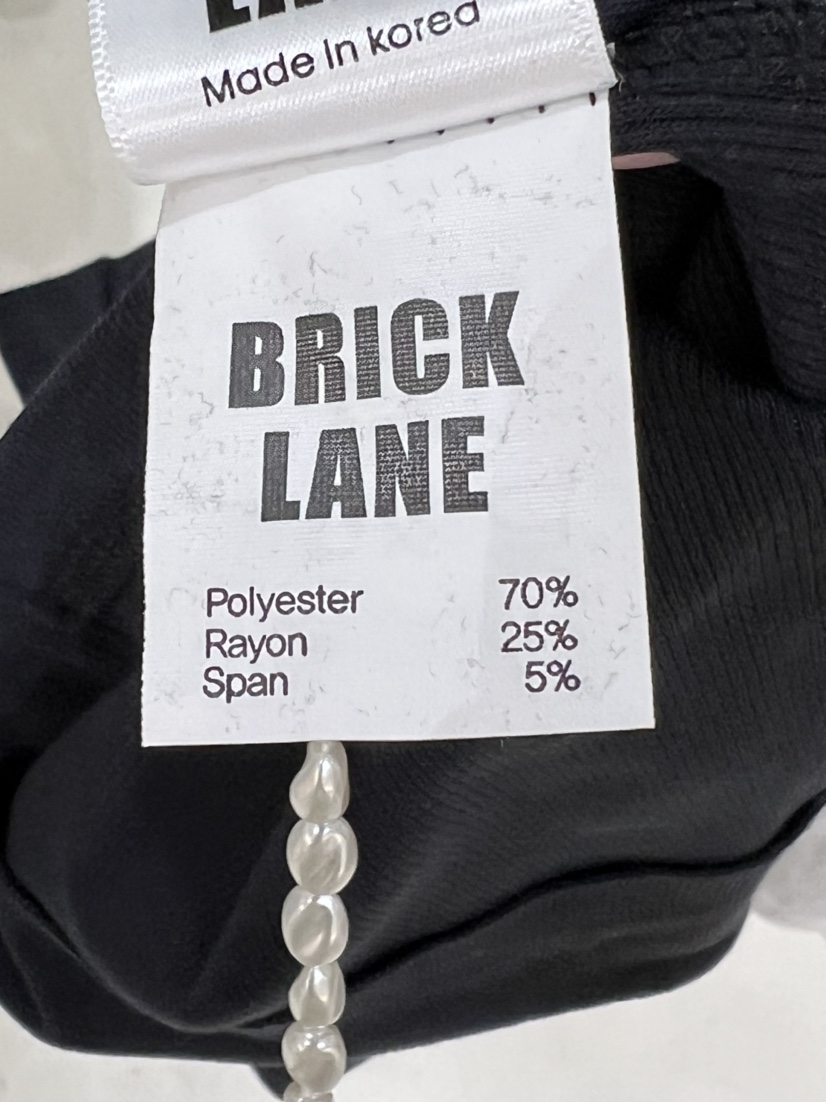 Made In korea
BRICK
LANE
Polyester 70%
Rayon 25%
Span 5%